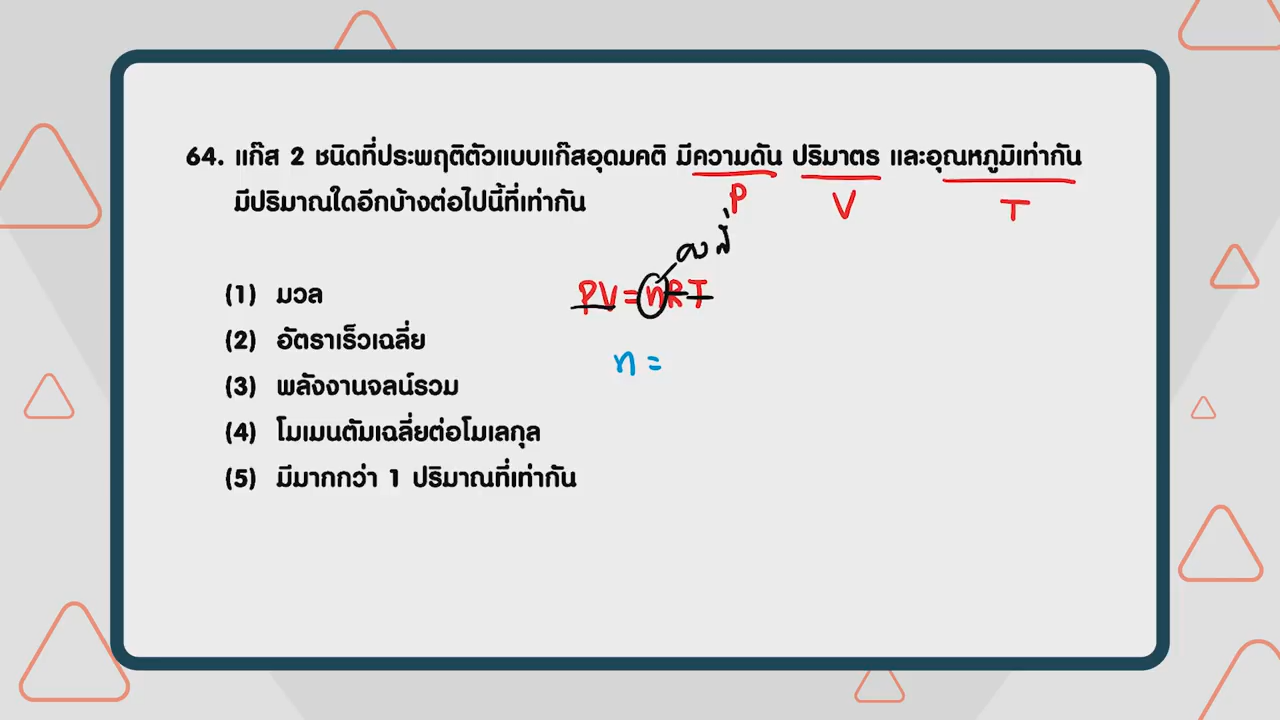 64. แก๊ส 2 ชนิดที่ประพฤติตัวแบบแก๊สอุดมคติ มีความดัน ปริมาตร และอุณหภูมิเท่ากัน
มีปริมาณใดอีกบ้างต่อไปนี้ที่เท่ากัน
P V T
คงที่
(1) มวล
PV = nRT
(2) อัตราเร็วเฉลี่ย
n =
(3) พลังงานจลน์รวม
(4) โมเมนตัมเฉลี่ยต่อโมเลกุล
(5) มีมากกว่า 1 ปริมาณที่เท่ากัน